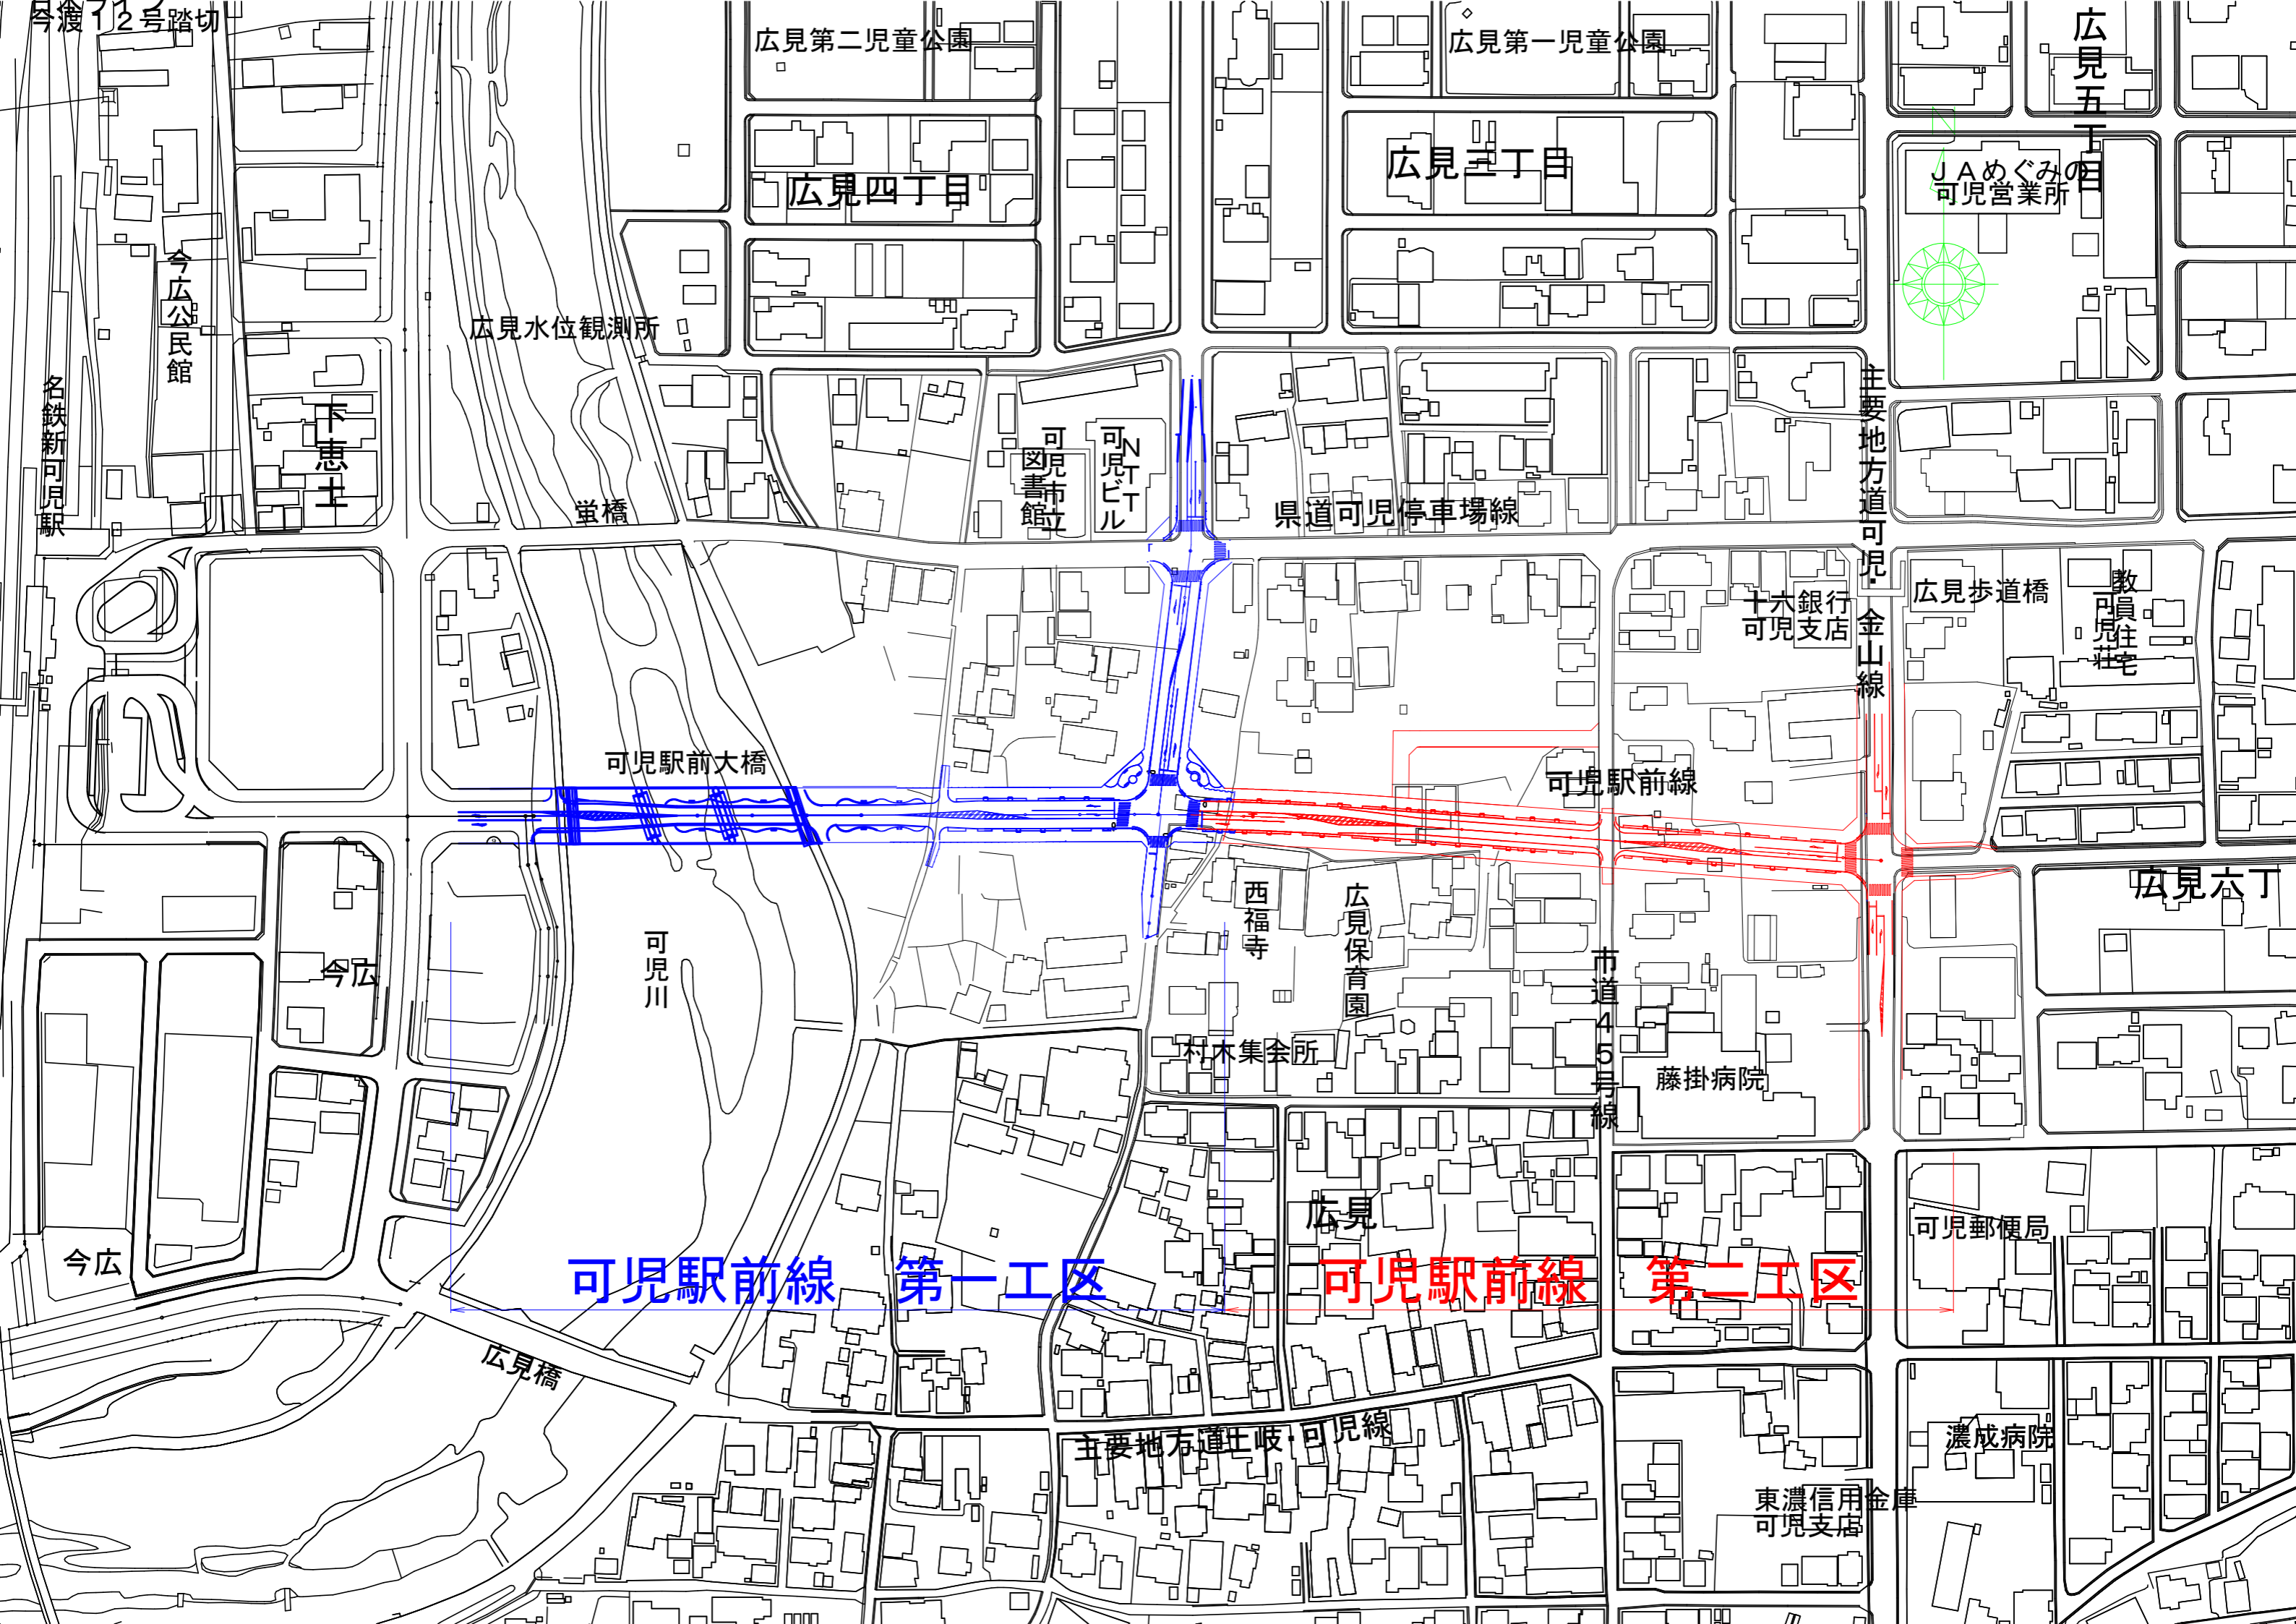 今渡１２号踏切
広見第二児童公園
広見第一児童公園
広見五丁目
広見四丁目
広見三丁目
ＪＡめぐみの
可児営業所
今広公民館
広見水位観測所
名鉄新可児駅
下恵土
蛍橋
可児市立
図書館
ＮＴＴ
可児ビル
県道可児停車場線
主要地方道可児・金山線
十六銀行
可児支店
広見歩道橋
教員住宅
可児荘
可児駅前大橋
可児駅前線
広見六丁
西福寺
広見保育園
可児川
今広
市道４５号線
村木集会所
藤掛病院
広見
可児郵便局
今広
可児駅前線　第一工区
可児駅前線　第二工区
広見橋
主要地方道土岐・可児線
濃成病院
東濃信用金庫
可児支店